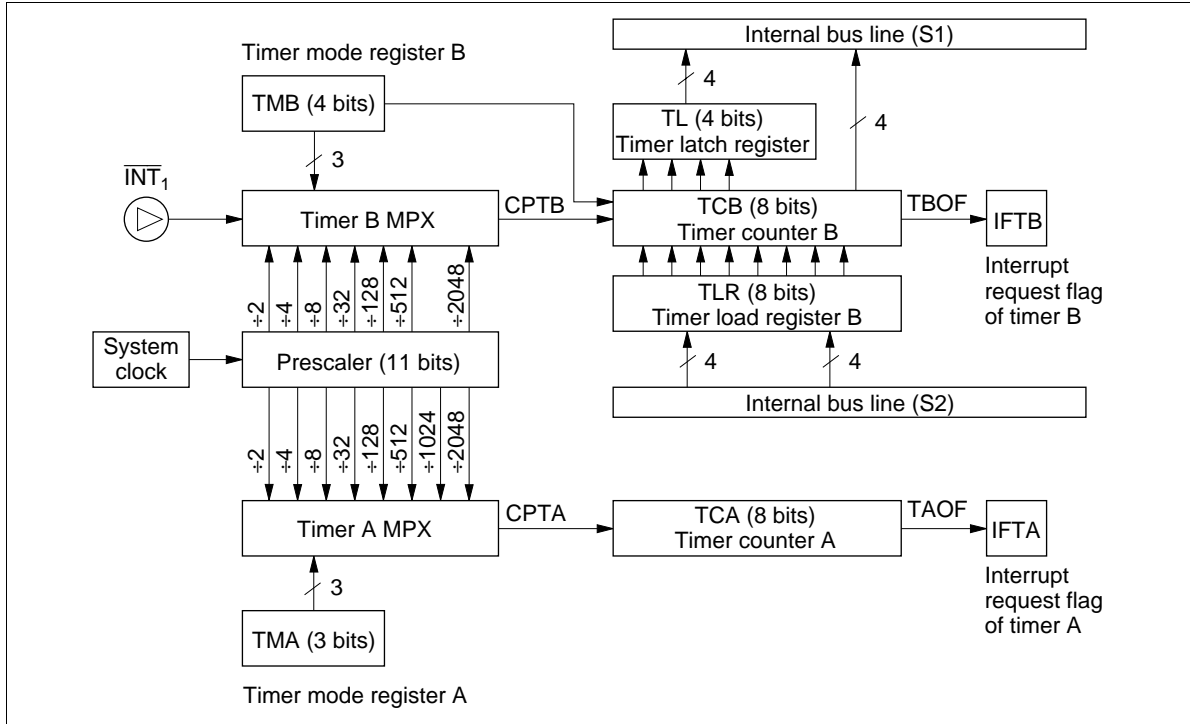 Internal bus line (S1)
Timer mode register B
4
TMB (4 bits)
TL (4 bits)
Timer latch register
4
3
INT1
Timer B MPX
CPTB
TCB (8 bits)
Timer counter B
TBOF
IFTB
Interrupt
request flag
of timer B
÷2
÷4
÷8
÷32
÷128
÷512
÷2048
TLR (8 bits)
Timer load register B
System
clock
Prescaler (11 bits)
4
4
Internal bus line (S2)
÷2
÷4
÷8
÷32
÷128
÷512
÷1024
÷2048
Timer A MPX
CPTA
TCA (8 bits)
Timer counter A
TAOF
IFTA
Interrupt
request flag
of timer A
3
TMA (3 bits)
Timer mode register A